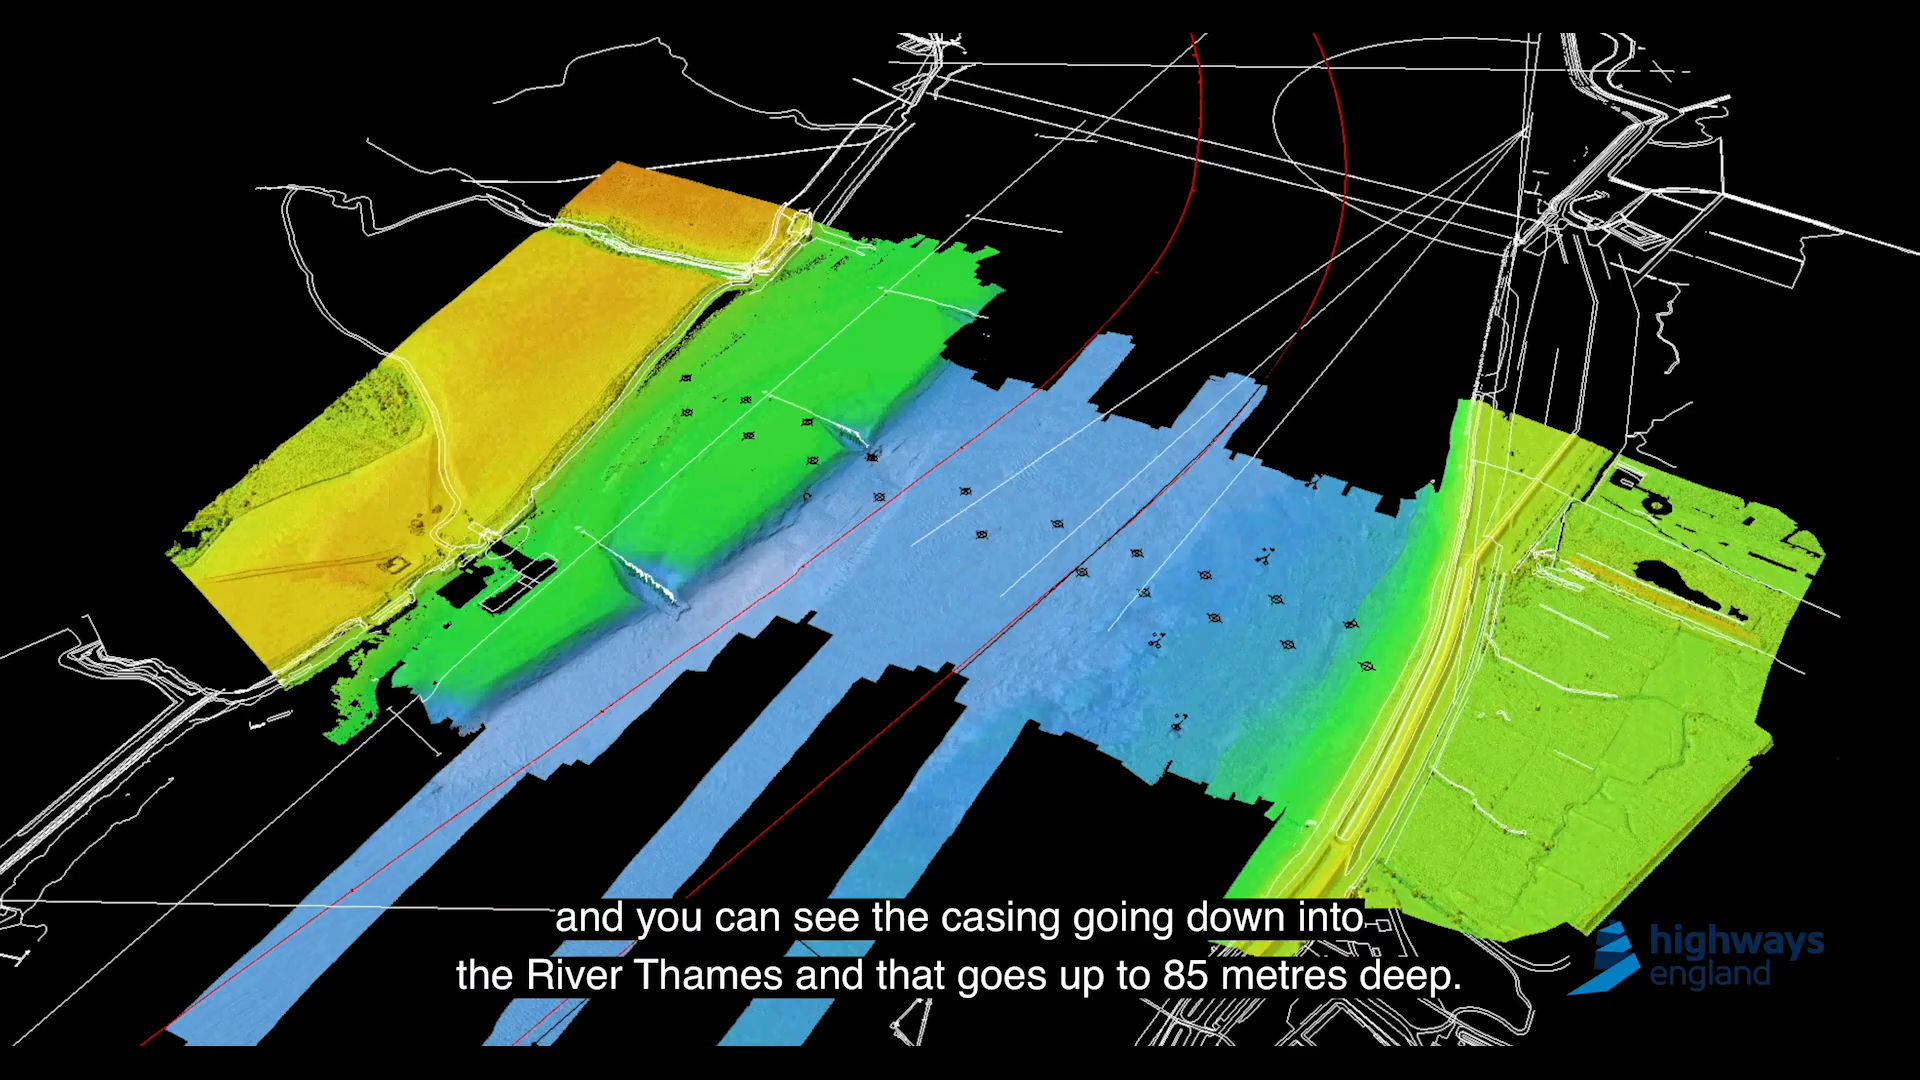 and you can see the casing going down into
the River Thames and that goes up to 85 metres deep.
highways
england